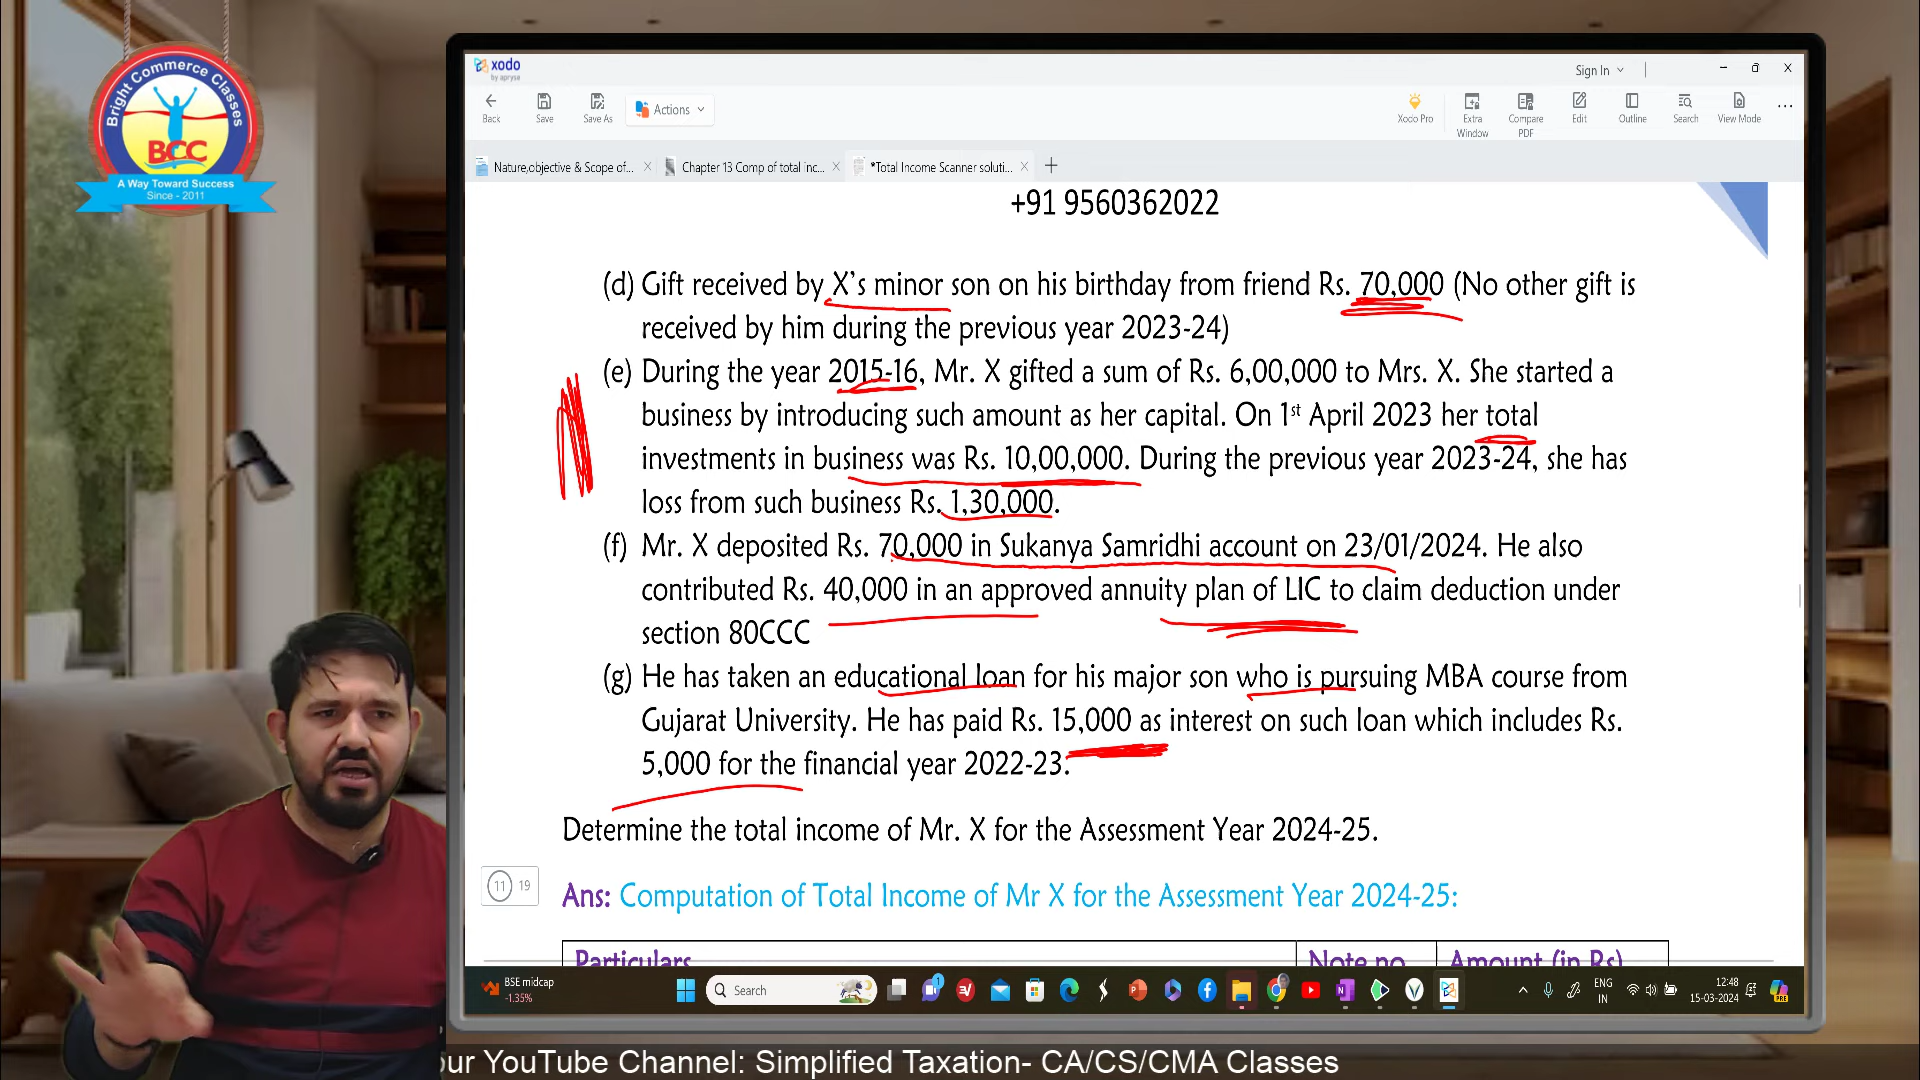 Bright Commerce Classes
BCC
A Way Toward Success
Since - 2011
xodo
by apryse
Sign In
Back
Save
Save As
Actions
Xodo Pro
Extra Window
Compare PDF
Edit
Outline
Search
View Mode
Nature,objective & Scope of...
Chapter 13 Comp of total inc...
*Total Income Scanner soluti...
+91 9560362022
(d) Gift received by X's minor son on his birthday from friend Rs. 70,000 (No other gift is
received by him during the previous year 2023-24)
(e) During the year 2015-16, Mr. X gifted a sum of Rs. 6,00,000 to Mrs. X. She started a
business by introducing such amount as her capital. On 1st April 2023 her total
investments in business was Rs. 10,00,000. During the previous year 2023-24, she has
loss from such business Rs. 1,30,000.
(f) Mr. X deposited Rs. 70,000 in Sukanya Samridhi account on 23/01/2024. He also
contributed Rs. 40,000 in an approved annuity plan of LIC to claim deduction under
section 80CCC
(g) He has taken an educational loan for his major son who is pursuing MBA course from
Gujarat University. He has paid Rs. 15,000 as interest on such loan which includes Rs.
5,000 for the financial year 2022-23.
Determine the total income of Mr. X for the Assessment Year 2024-25.
11 19
Ans: Computation of Total Income of Mr X for the Assessment Year 2024-25:
Particulars Note no Amount (in Rs)
BSE midcap
-1.35%
Search
ENG
IN
12:48
15-03-2024
our YouTube Channel: Simplified Taxation- CA/CS/CMA Classes